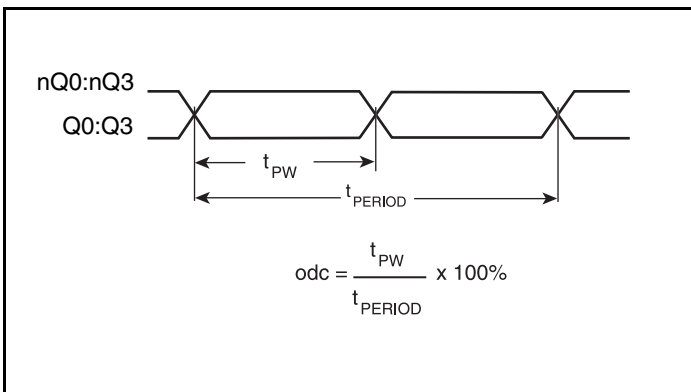 nQ0:nQ3
Q0:Q3
tPW
tPERIOD
odc = tPW / tPERIOD x 100%